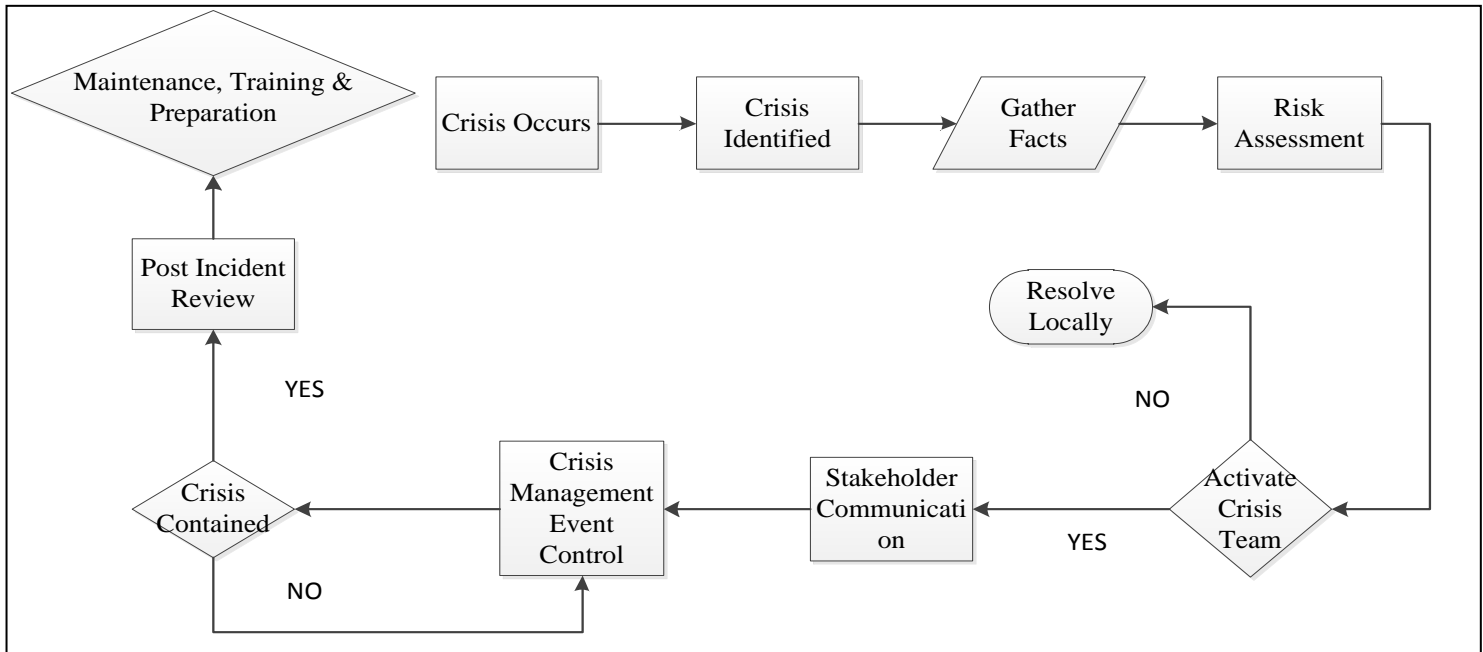 Maintenance, Training &
Preparation
Crisis Occurs
Crisis
Identified
Gather
Facts
Risk
Assessment
Post Incident
Review
Resolve
Locally
YES
NO
Crisis
Contained
Crisis
Management
Event
Control
Stakeholder
Communicati
on
Activate
Crisis
Team
YES
NO